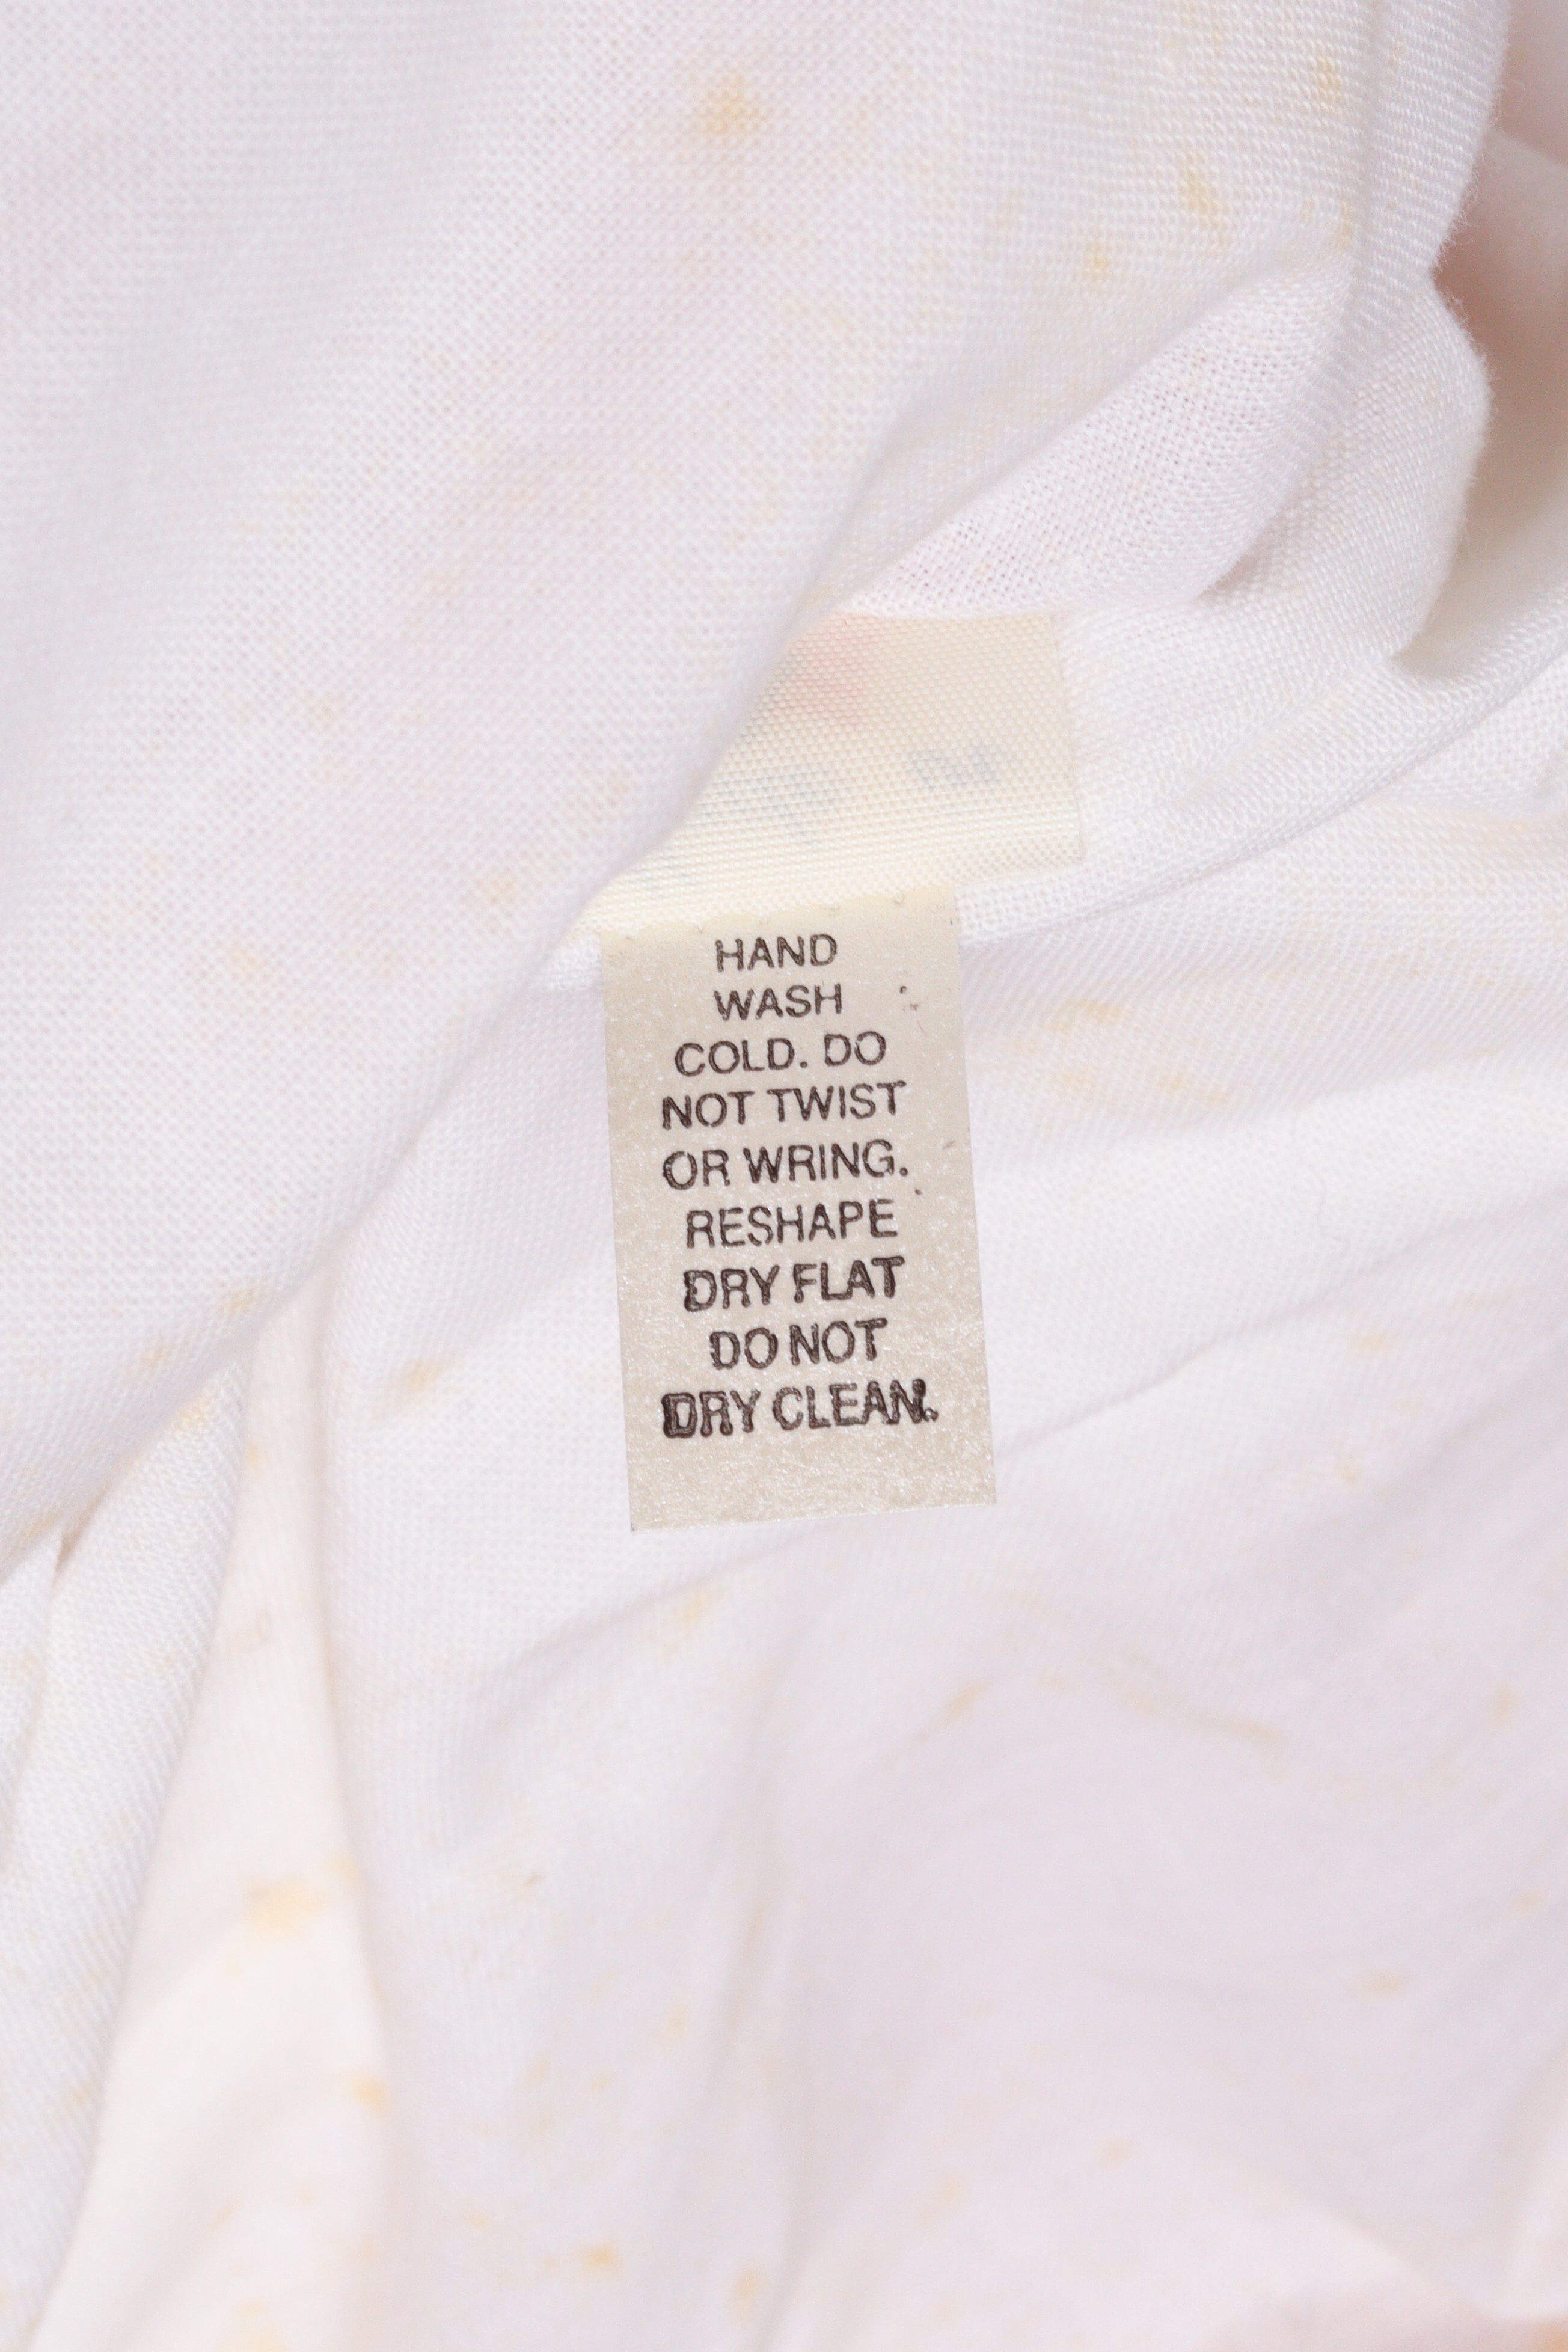 HAND
WASH
COLD. DO
NOT TWIST
OR WRING.
RESHAPE
DRY FLAT
DO NOT
DRY CLEAN.